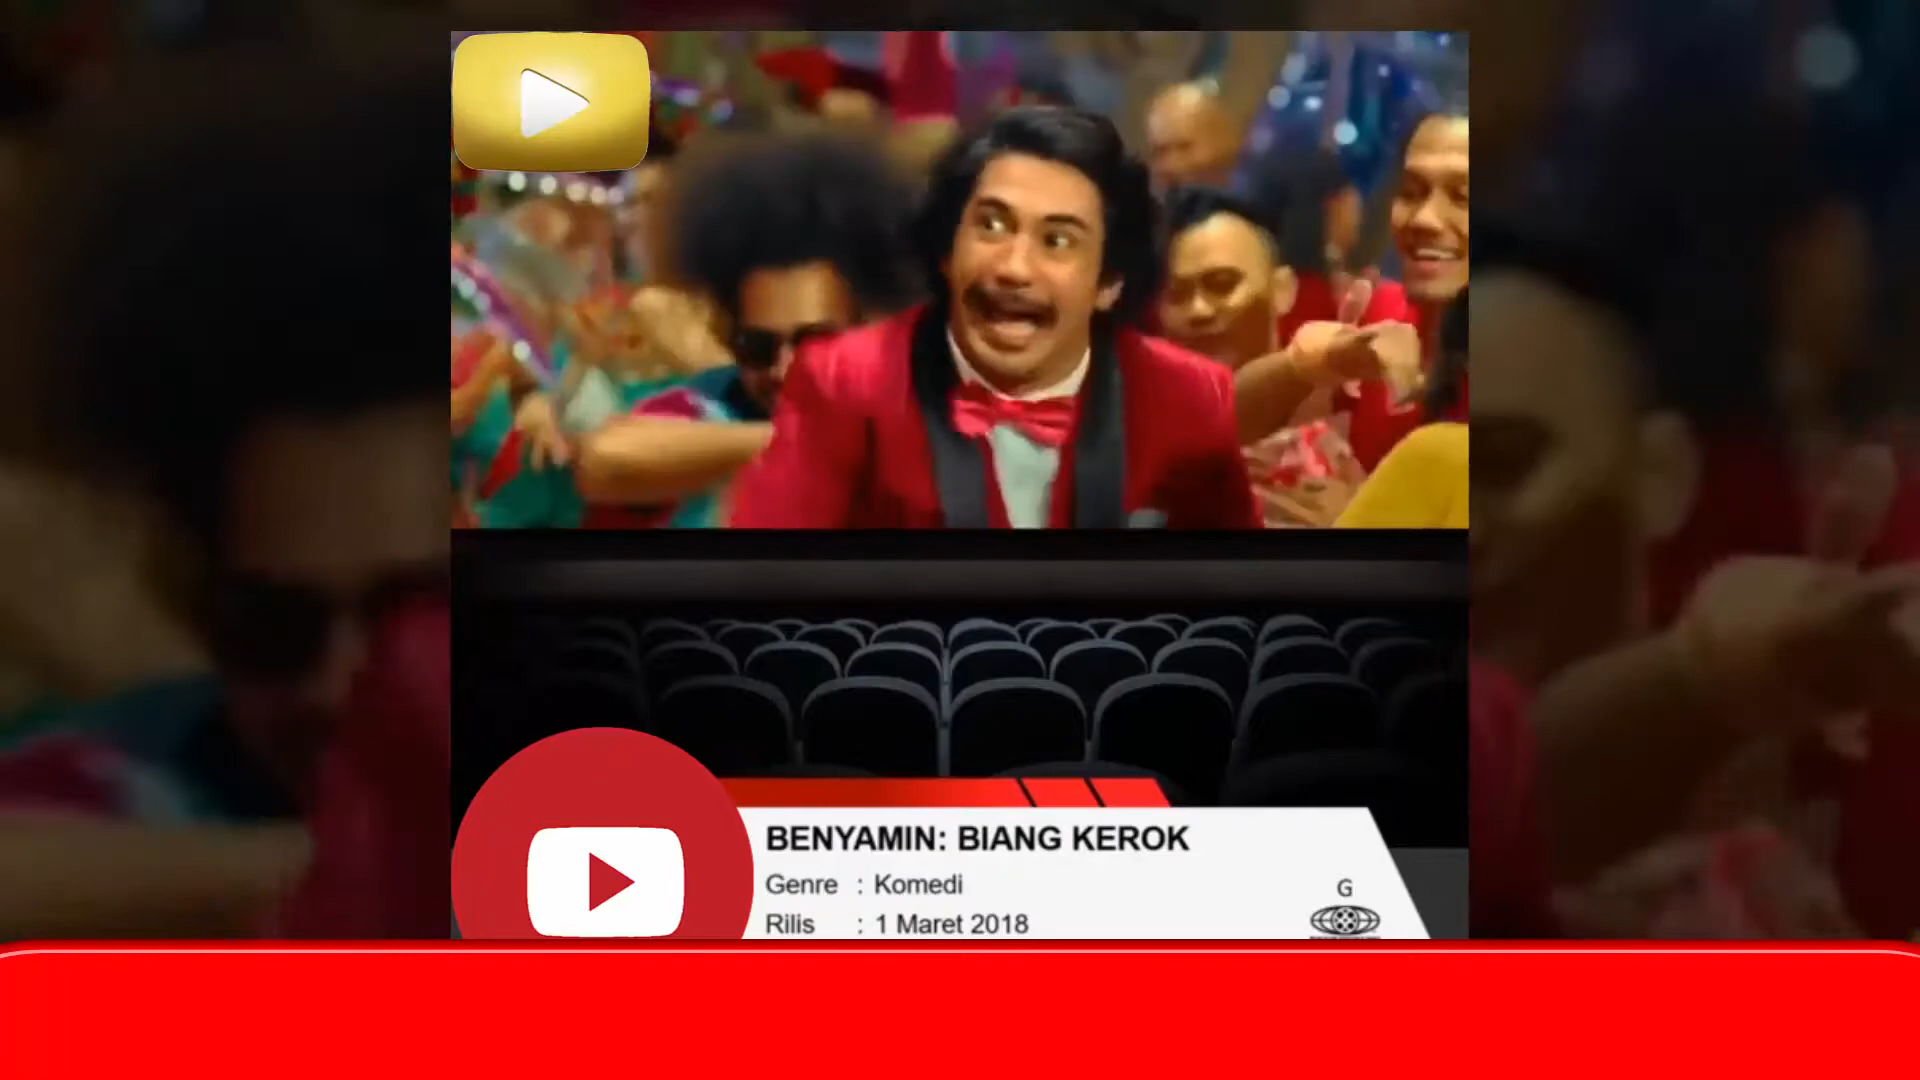 BENYAMIN: BIANG KEROK
Genre : Komedi
G
Rilis : 1 Maret 2018